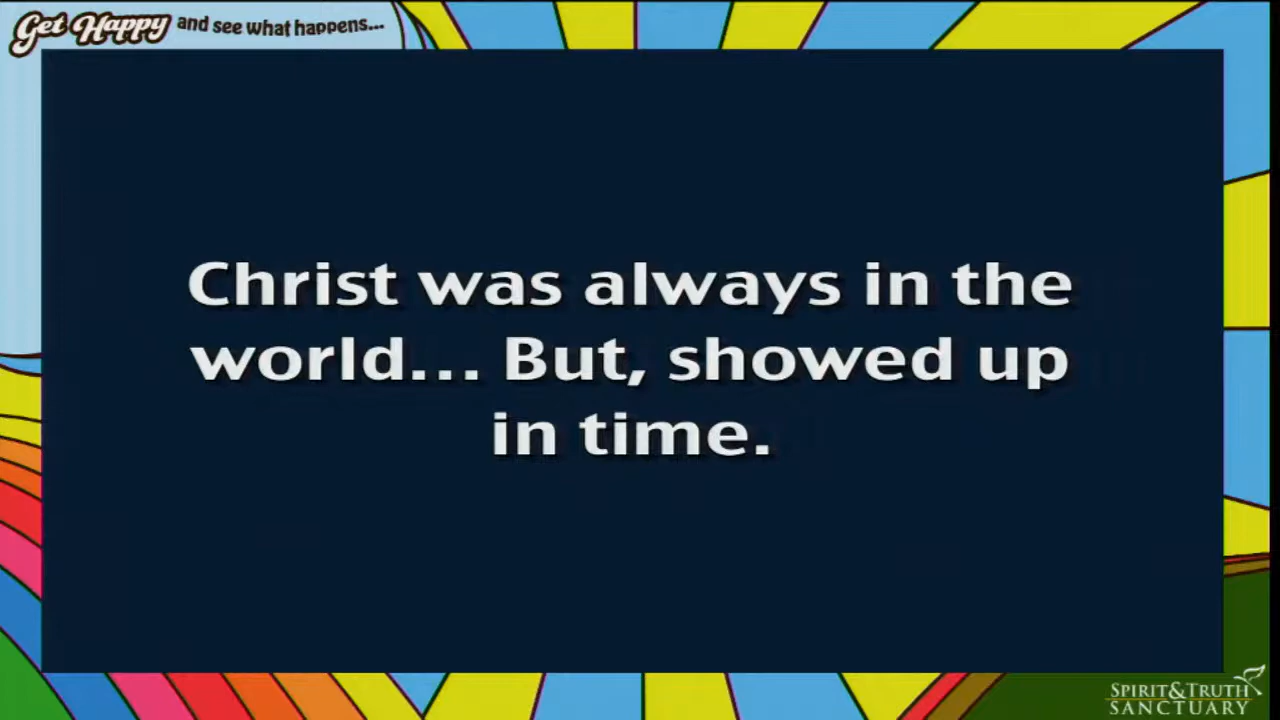 Get Happy and see what happens...
Christ was always in the
world... But, showed up
in time.
SPIRIT&TRUTH
SANCTUARY